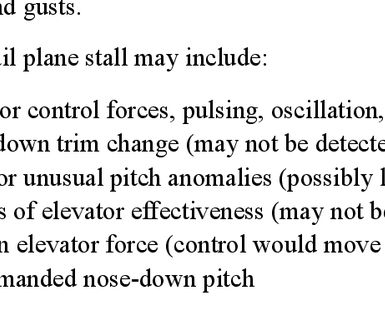 nd gusts.
il plane stall may include:
or control forces, pulsing, oscillation,
down trim change (may not be detecte
or unusual pitch anomalies (possibly l
s of elevator effectiveness (may not be
n elevator force (control would move
manded nose-down pitch